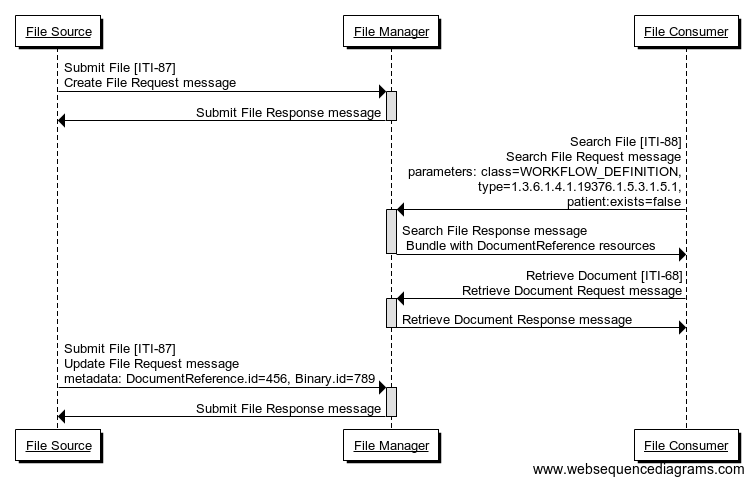 File Source
File Manager
File Consumer
Submit File [ITI-87]
Create File Request message
Submit File Response message
Search File [ITI-88]
Search File Request message
parameters: class=WORKFLOW_DEFINITION,
type=1.3.6.1.4.1.19376.1.5.3.1.5.1,
patient:exists=false
Search File Response message
Bundle with DocumentReference resources
Retrieve Document [ITI-68]
Retrieve Document Request message
Retrieve Document Response message
Submit File [ITI-87]
Update File Request message
metadata: DocumentReference.id=456, Binary.id=789
Submit File Response message
File Source
File Manager
File Consumer
www.websequencediagrams.com